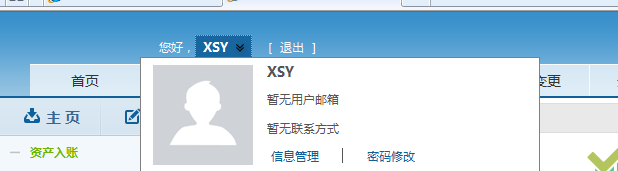 您好， XSY [ 退出 ]
首页 变更
XSY
暂无用户邮箱
主 页
暂无联系方式
资产入账
信息管理 | 密码修改